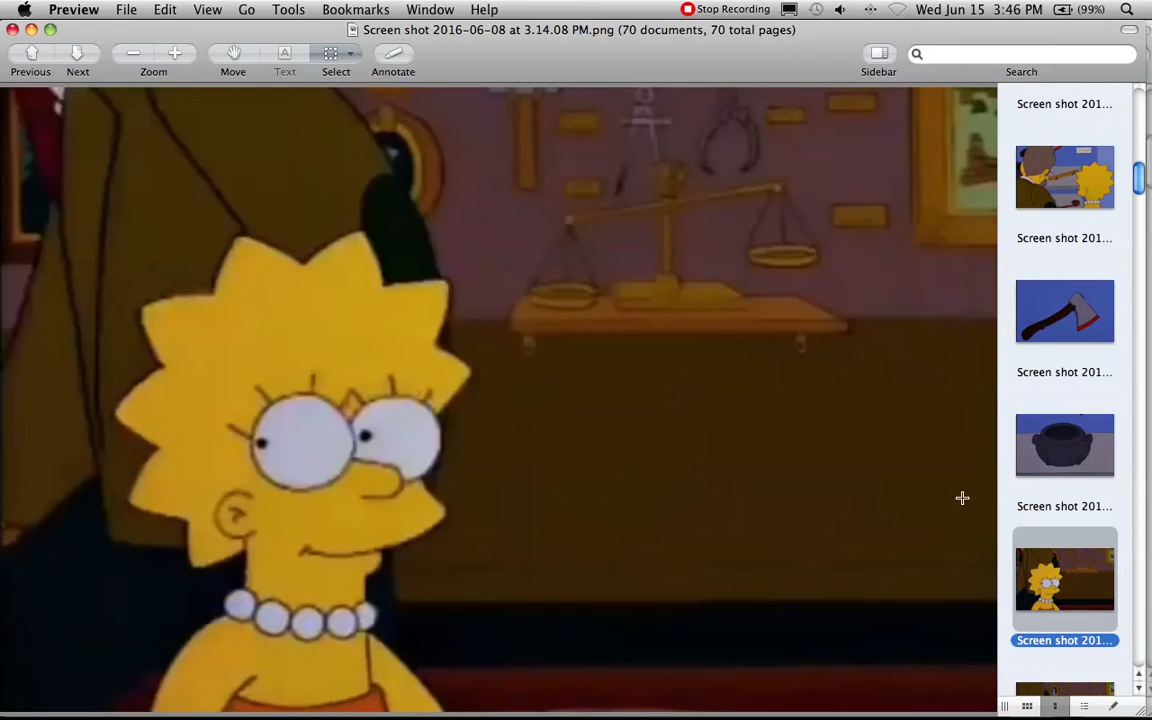 Preview File Edit View Go Tools Bookmarks Window Help Stop Recording Wed Jun 15 3:46 PM (99%)
Screen shot 2016-06-08 at 3.14.08 PM.png (70 documents, 70 total pages)
Previous Next Zoom Move Text Select Annotate Sidebar Search
A
Screen shot 201...
Screen shot 201...
Screen shot 201...
Screen shot 201...
Screen shot 201...